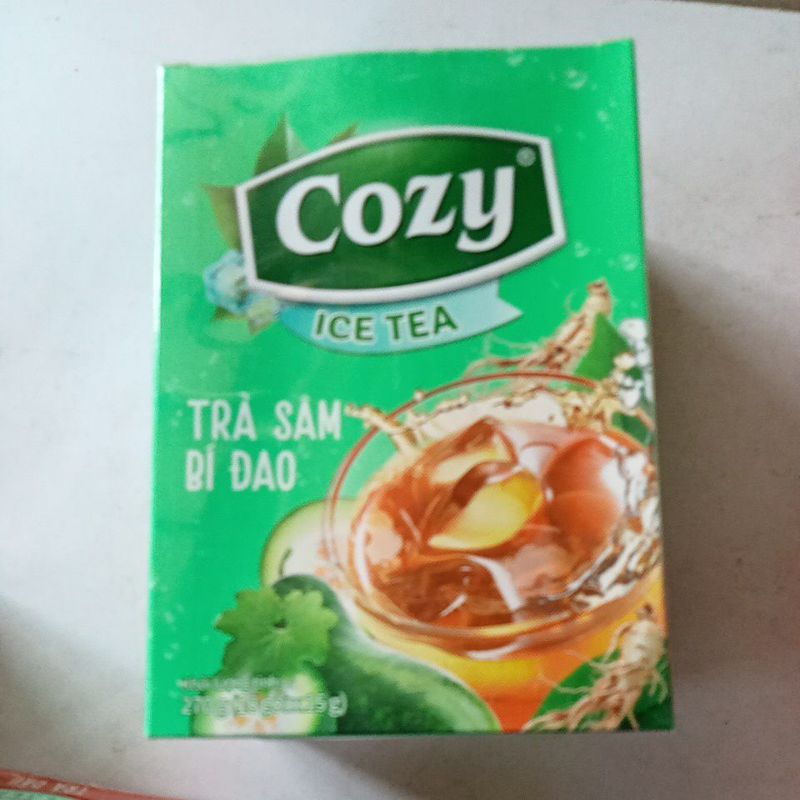 Cozy®
ICE TEA
TRÀ SÂM
BÍ ĐAO